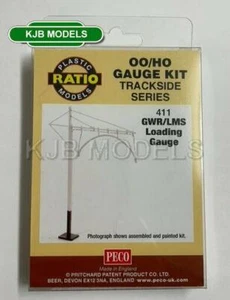 KJB MODELS
PLASTIC
RATIO
MODELS
OO/HO
GAUGE KIT
TRACKSIDE
SERIES
411
GWR/LMS
Loading
Gauge
KJB MODELS
Photograph shows assembled and painted kit.
PECO
Made in England
© PRITCHARD PATENT PRODUCT CO. LTD.
BEER, DEVON EX12 3NA, ENGLAND. www.peco-uk.com